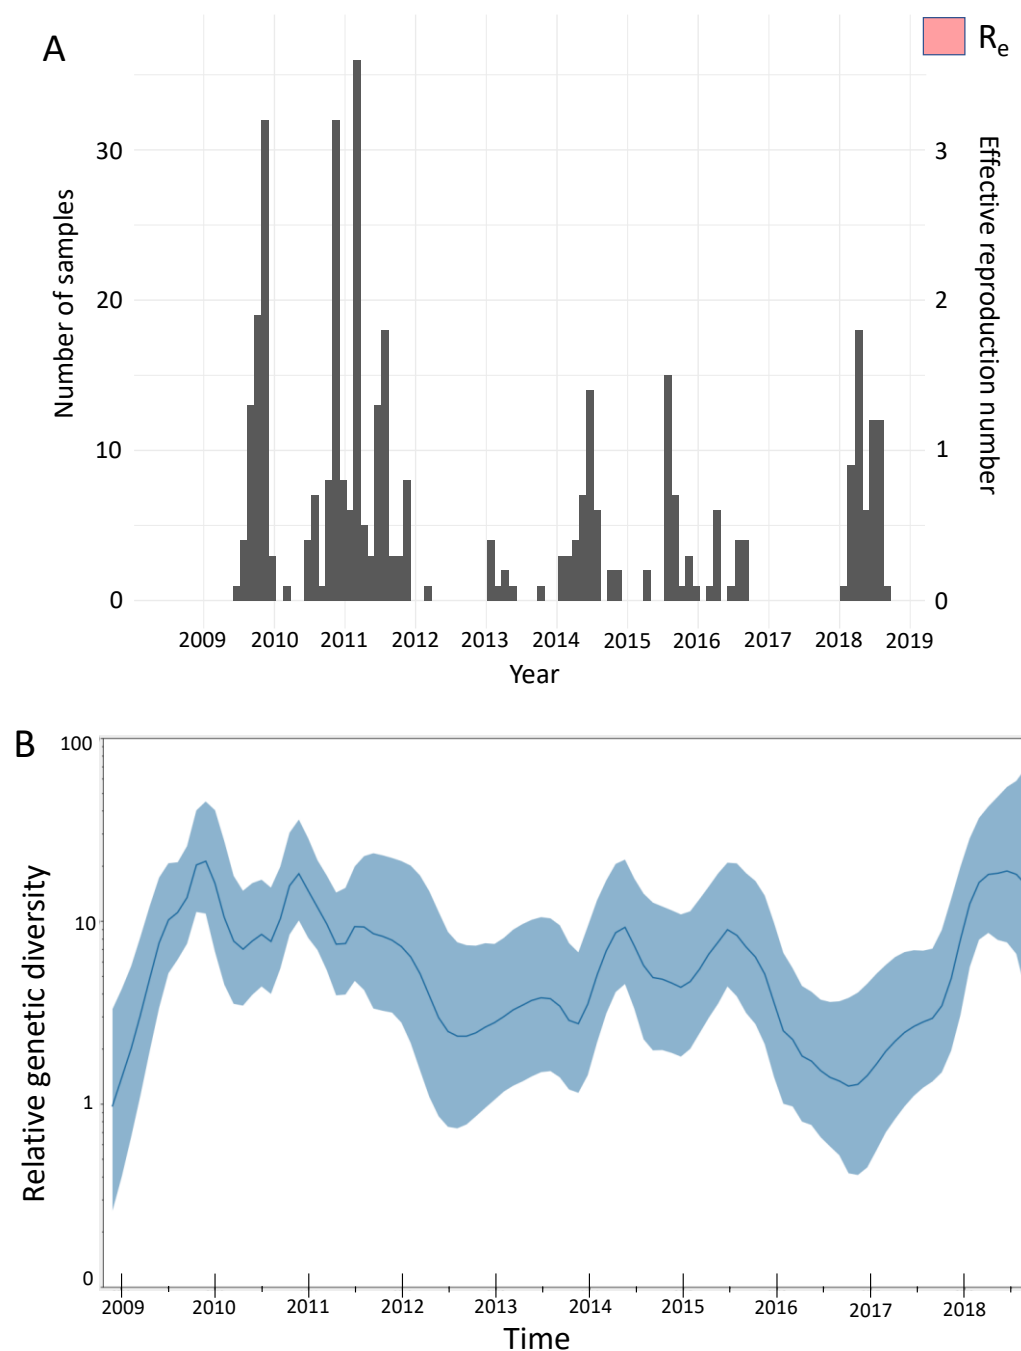 A
R_e
Number of samples
30
20
10
0
3
2
1
0
Effective reproduction number
2009 2010 2011 2012 2013 2014 2015 2016 2017 2018 2019
Year
B
Relative genetic diversity
100
10
1
0
2009 2010 2011 2012 2013 2014 2015 2016 2017 2018
Time